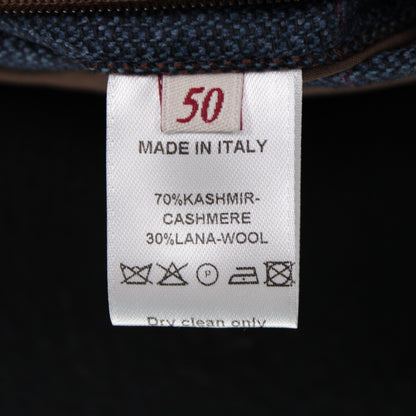 50
MADE IN ITALY
70%KASHMIR-
CASHMERE
30%LANA-WOOL
P
Dry clean only